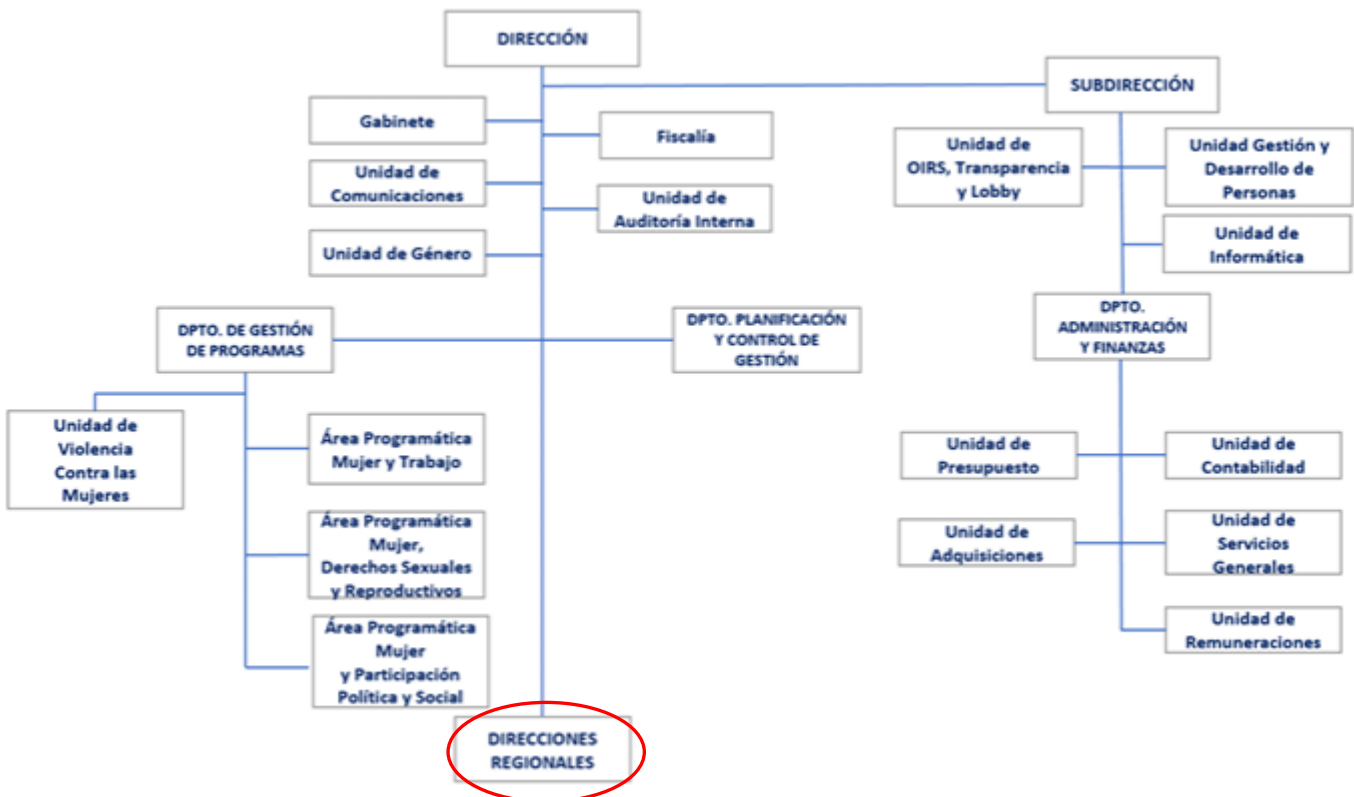 DIRECCIÓN
SUBDIRECCIÓN
Gabinete
Fiscalía
Unidad de
OIRS, Transparencia
y Lobby
Unidad Gestión y
Desarrollo de
Personas
Unidad de
Comunicaciones
Unidad de
Auditoría Interna
Unidad de Género
Unidad de
Informática
DPTO. DE GESTIÓN
DE PROGRAMAS
DPTO. PLANIFICACIÓN
Y CONTROL DE
GESTIÓN
DPTO.
ADMINISTRACIÓN
Y FINANZAS
Unidad de
Violencia
Contra las
Mujeres
Área Programática
Mujer y Trabajo
Unidad de
Presupuesto
Unidad de
Contabilidad
Área Programática
Mujer,
Derechos Sexuales
y Reproductivos
Unidad de
Adquisiciones
Unidad de
Servicios
Generales
Área Programática
Mujer
y Participación
Política y Social
Unidad de
Remuneraciones
DIRECCIONES
REGIONALES